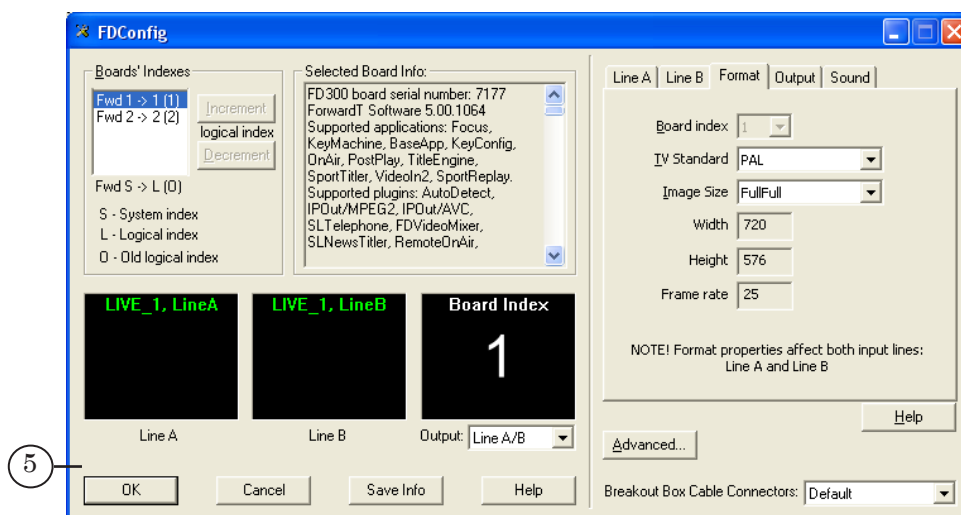 FDConfig
Boards' Indexes
Fwd 1 -> 1 (1)
Fwd 2 -> 2 (2)
Increment
logical index
Decrement
Fwd S -> L (O)
S - System index
L - Logical index
O - Old logical index
Selected Board Info:
FD300 board serial number: 7177
ForwardT Software 5.00.1064
Supported applications: Focus,
KeyMachine, BaseApp, KeyConfig,
OnAir, PostPlay, TitleEngine,
SportTitler, VideoIn2, SportReplay.
Supported plugins: AutoDetect,
IPOut/MPEG2, IPOut/AVC,
SLTelephone, FDVideoMixer,
SLNewsTitler, RemoteOnAir,
LIVE_1, LineA
LIVE_1, LineB
Board Index
1
Line A
Line B
Output: Line A/B
5
OK
Cancel
Save Info
Help
Line A
Line B
Format
Output
Sound
Board index 1
TV Standard PAL
Image Size FullFull
Width 720
Height 576
Frame rate 25
NOTE! Format properties affect both input lines:
Line A and Line B
Help
Advanced...
Breakout Box Cable Connectors: Default